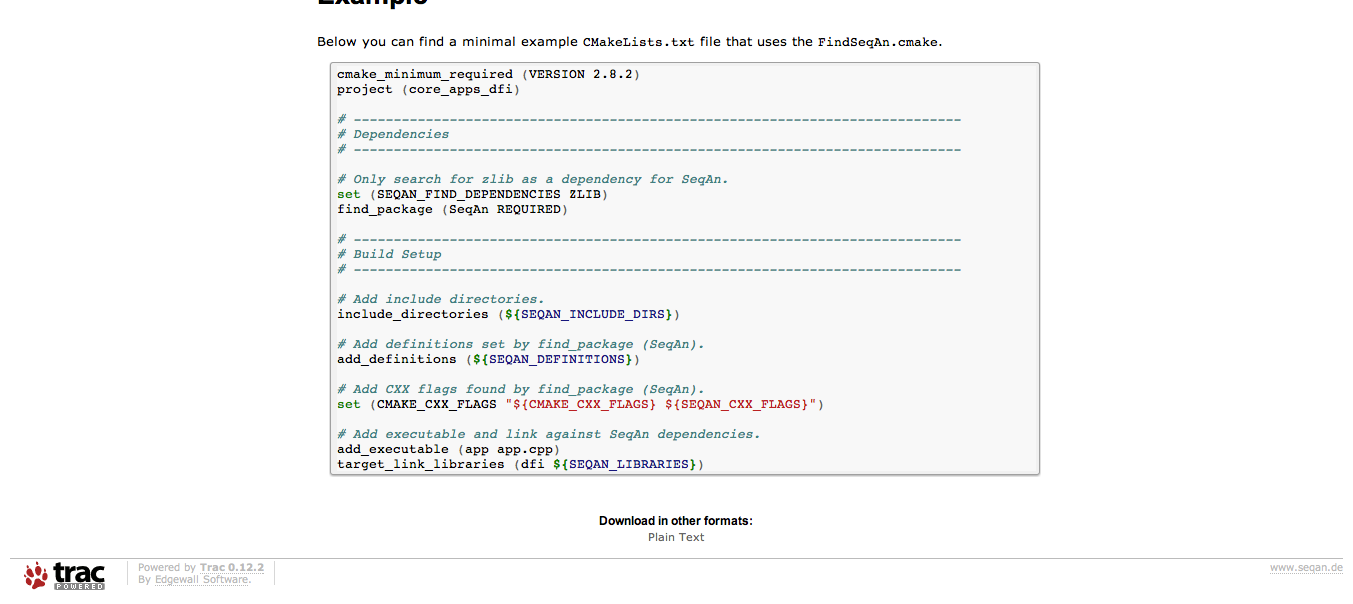 Example
Below you can find a minimal example CMakeLists.txt file that uses the FindSeqAn.cmake.
cmake_minimum_required (VERSION 2.8.2)
project (core_apps_dfi)
# ----------------------------------------------------------------------------
# Dependencies
# ----------------------------------------------------------------------------
# Only search for zlib as a dependency for SeqAn.
set (SEQAN_FIND_DEPENDENCIES ZLIB)
find_package (SeqAn REQUIRED)
# ----------------------------------------------------------------------------
# Build Setup
# ----------------------------------------------------------------------------
# Add include directories.
include_directories (${SEQAN_INCLUDE_DIRS})
# Add definitions set by find_package (SeqAn).
add_definitions (${SEQAN_DEFINITIONS})
# Add CXX flags found by find_package (SeqAn).
set (CMAKE_CXX_FLAGS "${CMAKE_CXX_FLAGS} ${SEQAN_CXX_FLAGS}")
# Add executable and link against SeqAn dependencies.
add_executable (app app.cpp)
target_link_libraries (dfi ${SEQAN_LIBRARIES})
Download in other formats:
Plain Text
trac POWERED
Powered by Trac 0.12.2
By Edgewall Software.
www.seqan.de